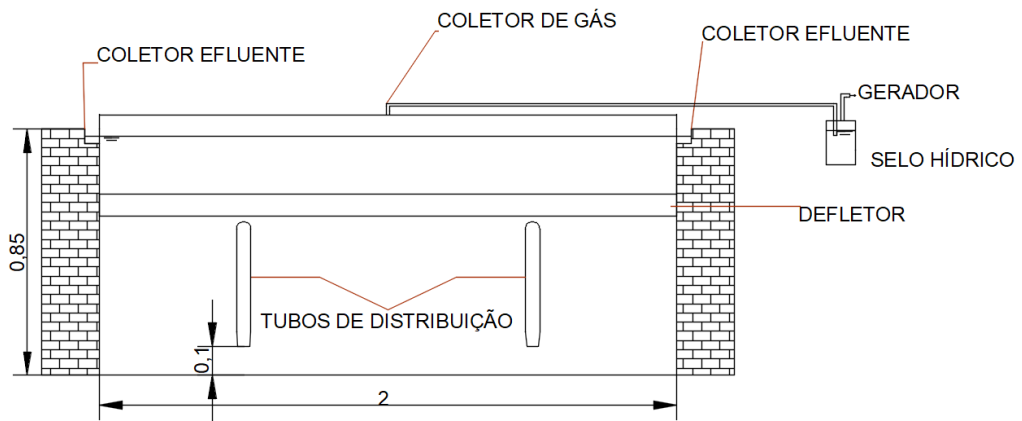 COLETOR DE GÁS
COLETOR EFLUENTE
COLETOR EFLUENTE
GERADOR
SELO HÍDRICO
DEFLETOR
0,85
TUBOS DE DISTRIBUIÇÃO
0,1
2